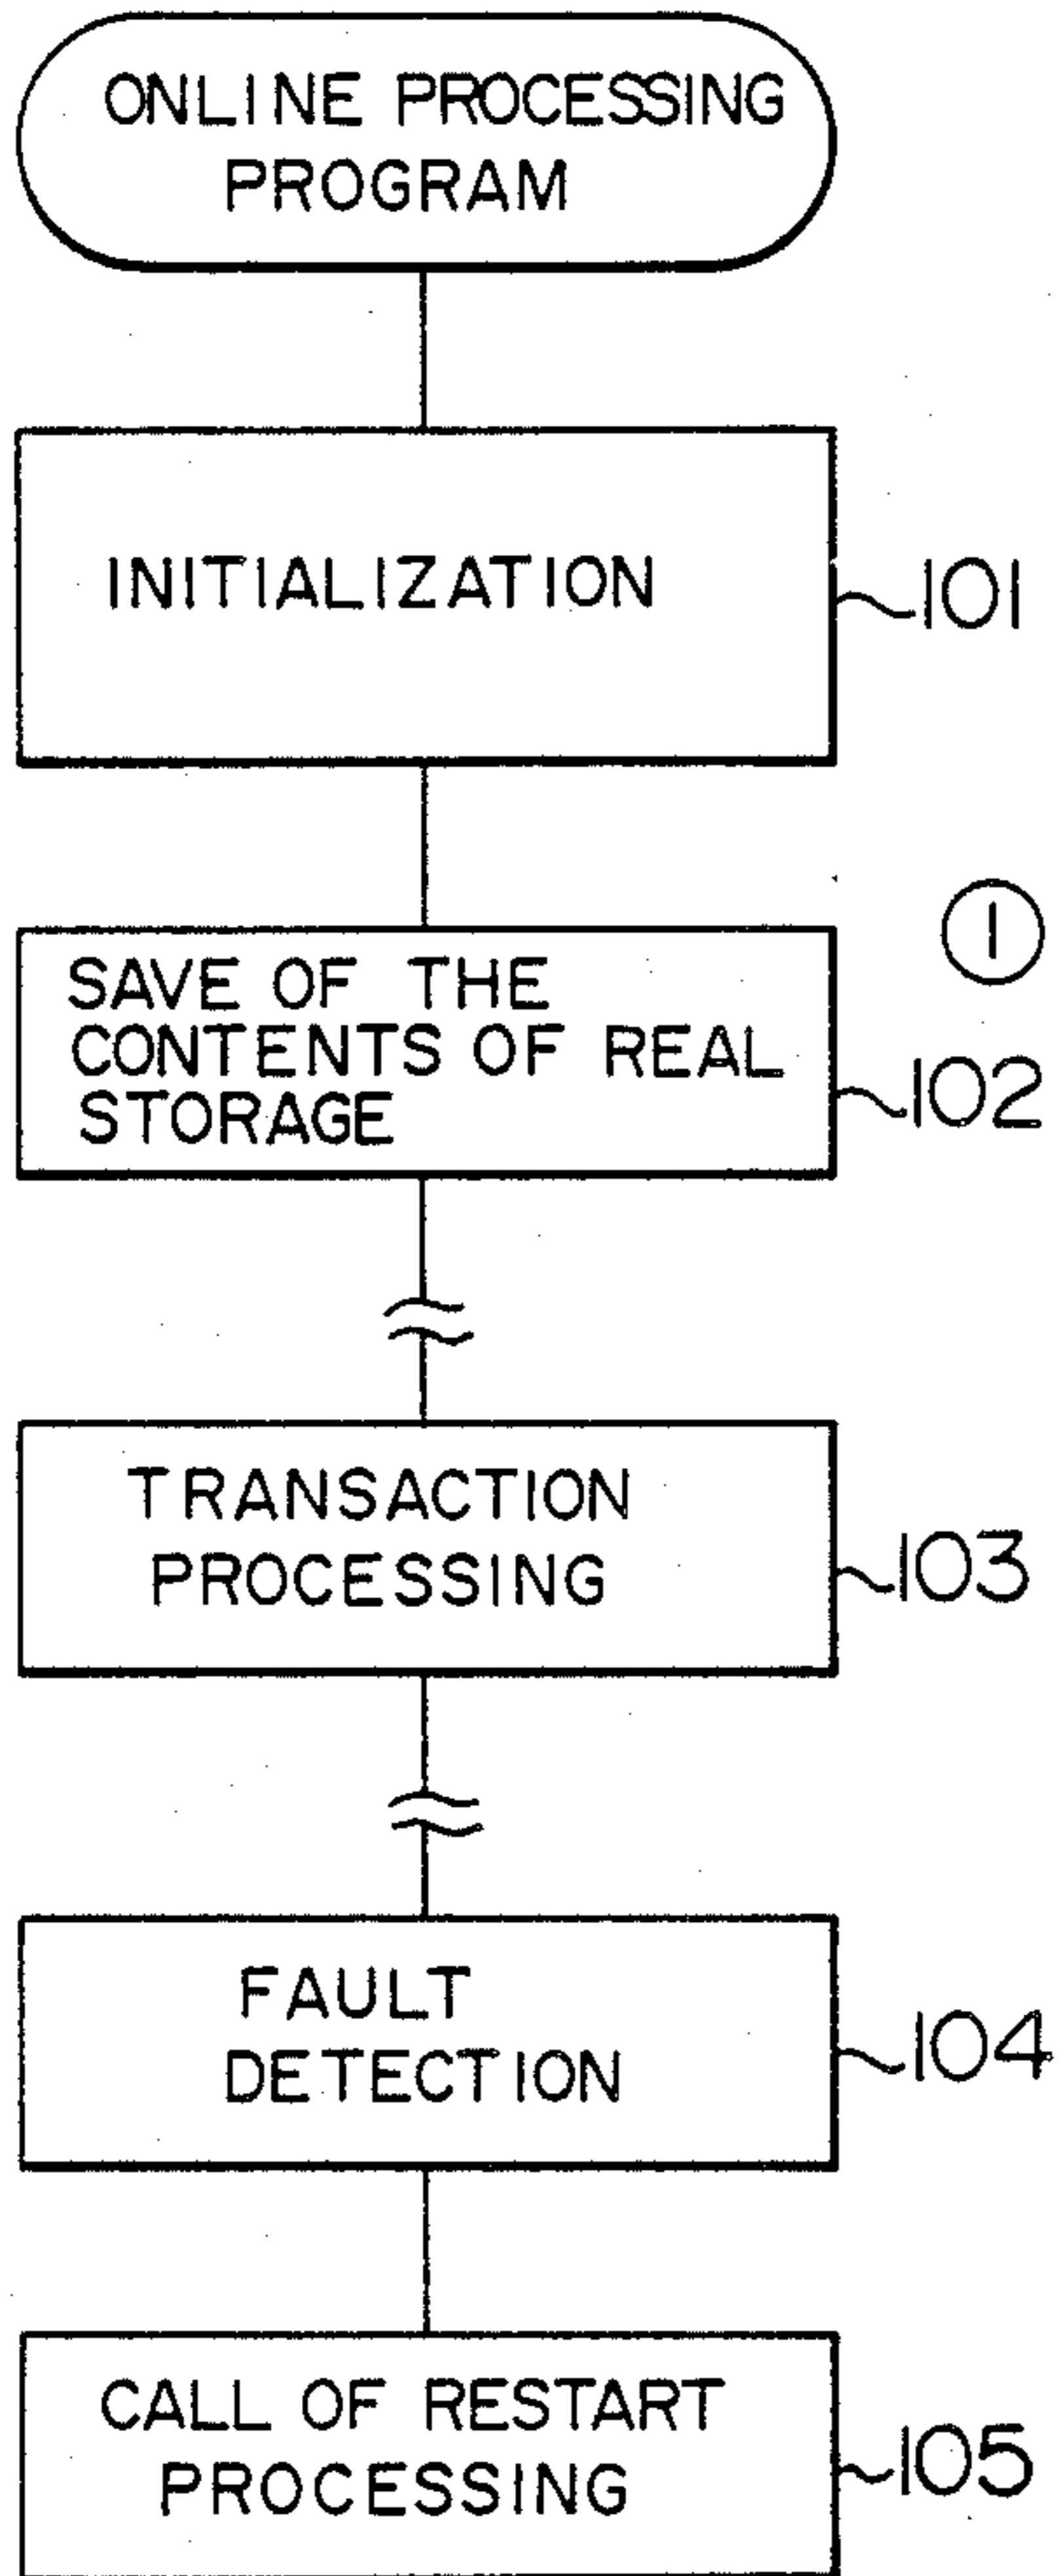 ONLINE PROCESSING
PROGRAM
INITIALIZATION
101
1
SAVE OF THE
CONTENTS OF REAL
STORAGE
102
TRANSACTION
PROCESSING
103
FAULT
DETECTION
104
CALL OF RESTART
PROCESSING
105